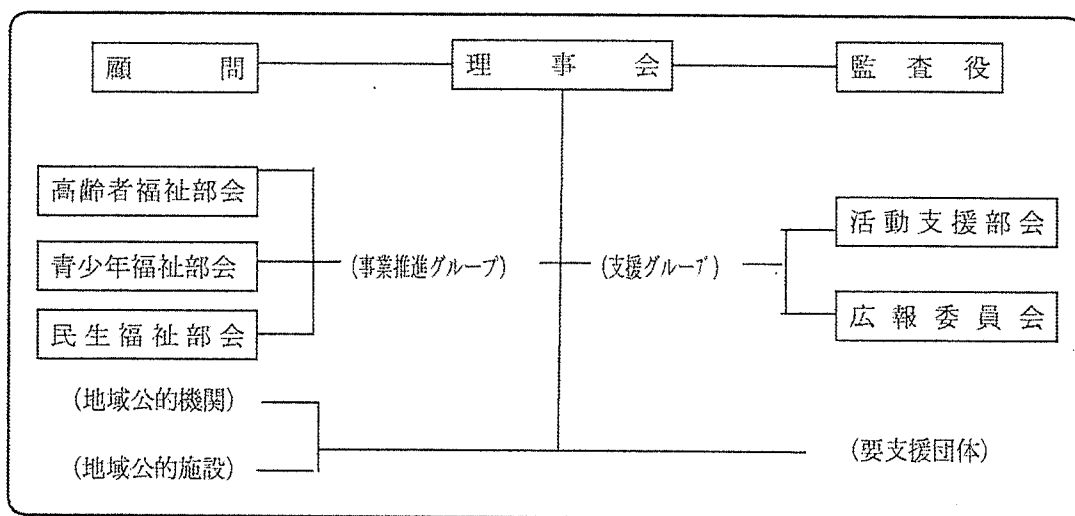 顧問
理事会
監査役
高齢者福祉部会
青少年福祉部会
民生福祉部会
(事業推進グループ)
(支援グループ)
活動支援部会
広報委員会
(地域公的機関)
(地域公的施設)
(要支援団体)